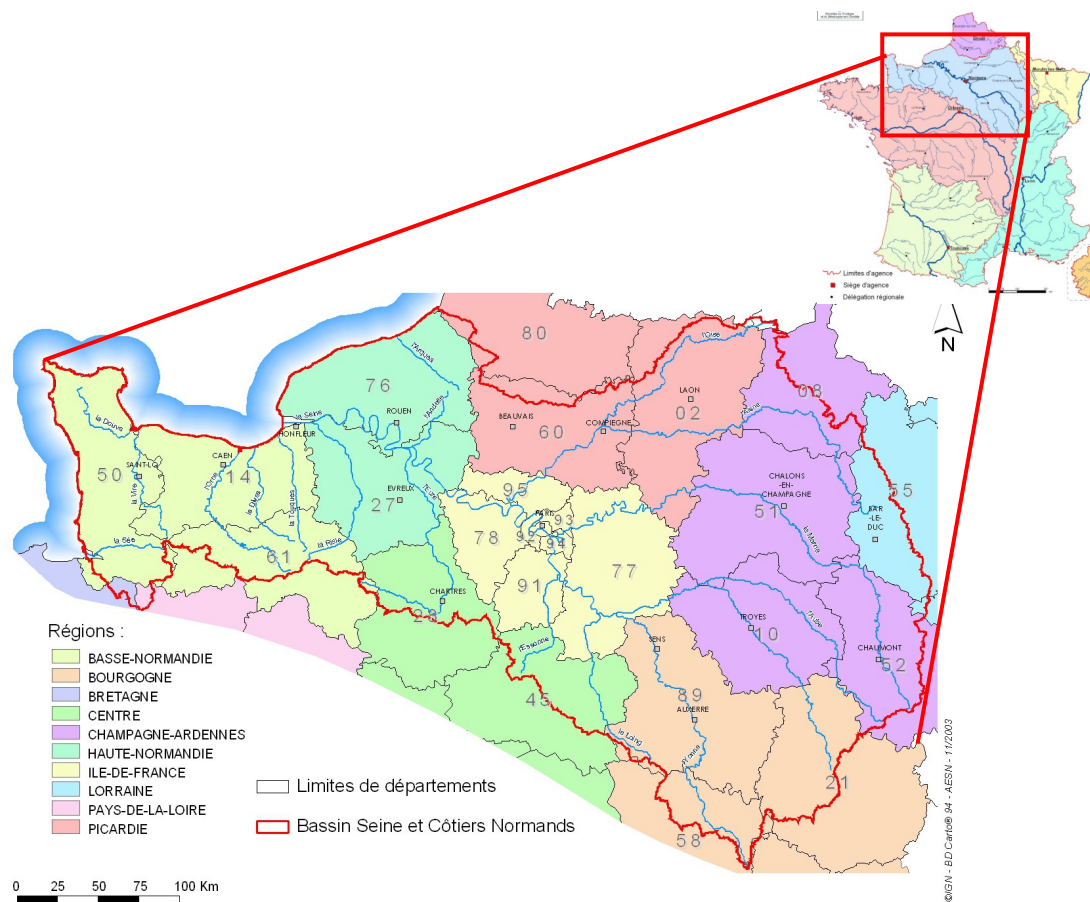 Limites d'agence
Siège d'agence
Délégation régionale
N
80
l'Oise
l'Arques
76
08
LAON
02
ROUEN
l'Andelle
BEAUVAIS
60
COMPIEGNE
l'Aisne
la Seine
HONFLEUR
la Douve
50
SAINT-LO
la Vire
CAEN
14
l'Orne
la Dives
la Touques
EVREUX
27
l'Eure
95
PARIS
93
92
94
78
CHALONS
-EN-
CHAMPAGNE
51
la Marne
55
BAR
-LE-
DUC
la Sée
61
la Risle
91
77
CHARTRES
28
l'Essonne
TROYES
10
l'Aube
CHAUMONT
52
SENS
45
89
AUXERRE
le Loing
l'Yonne
21
58
Régions :
BASSE-NORMANDIE
BOURGOGNE
BRETAGNE
CENTRE
CHAMPAGNE-ARDENNES
HAUTE-NORMANDIE
ILE-DE-FRANCE
LORRAINE
PAYS-DE-LA-LOIRE
PICARDIE
Limites de départements
Bassin Seine et Côtiers Normands
0 25 50 75 100 Km
©IGN - BD Carto® 94 - AESN - 11/2003